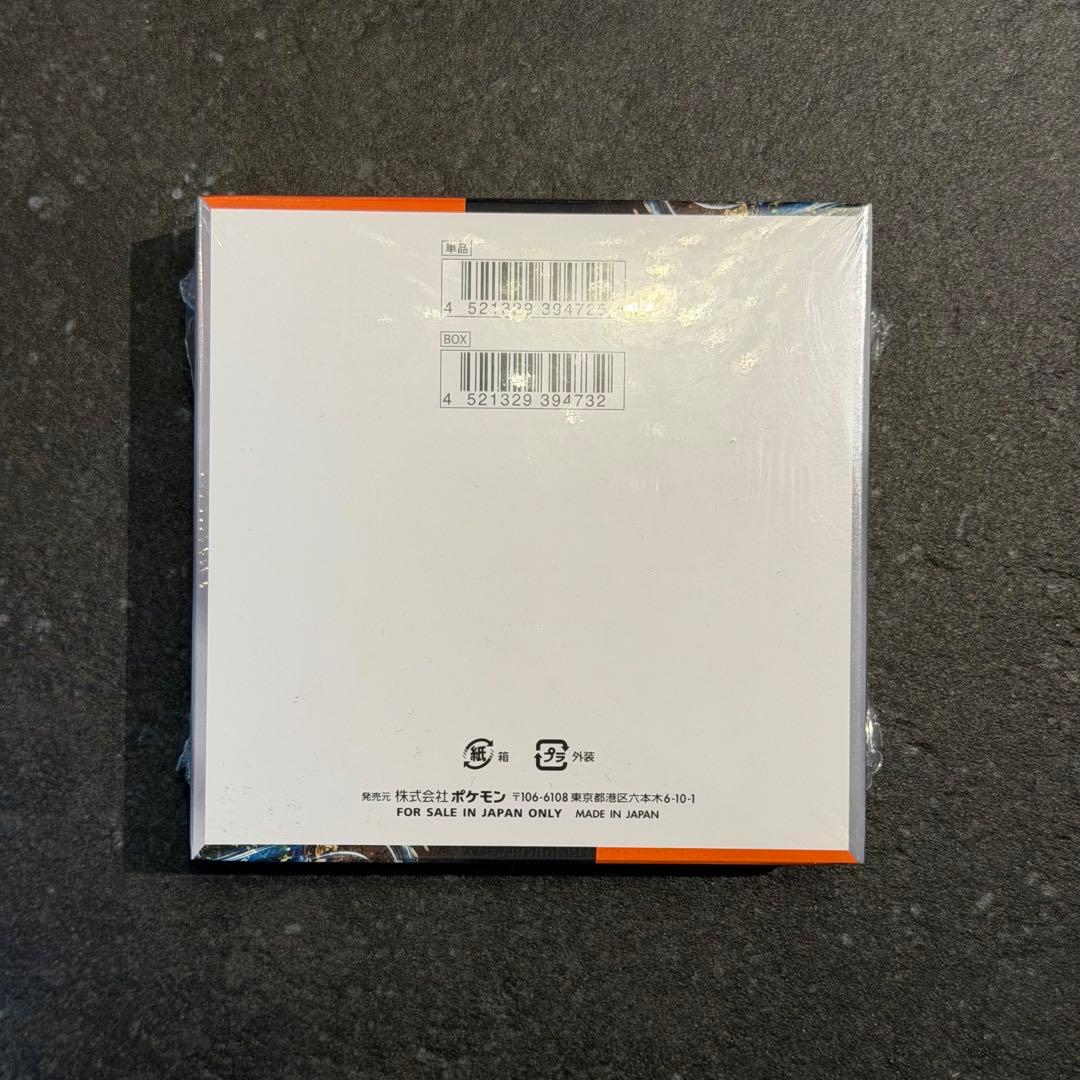 単品
4 521329 394725
BOX
4 521329 394732
紙 箱 プラ 外装
発売元 株式会社ポケモン 〒106-6108 東京都港区六本木6-10-1
FOR SALE IN JAPAN ONLY MADE IN JAPAN